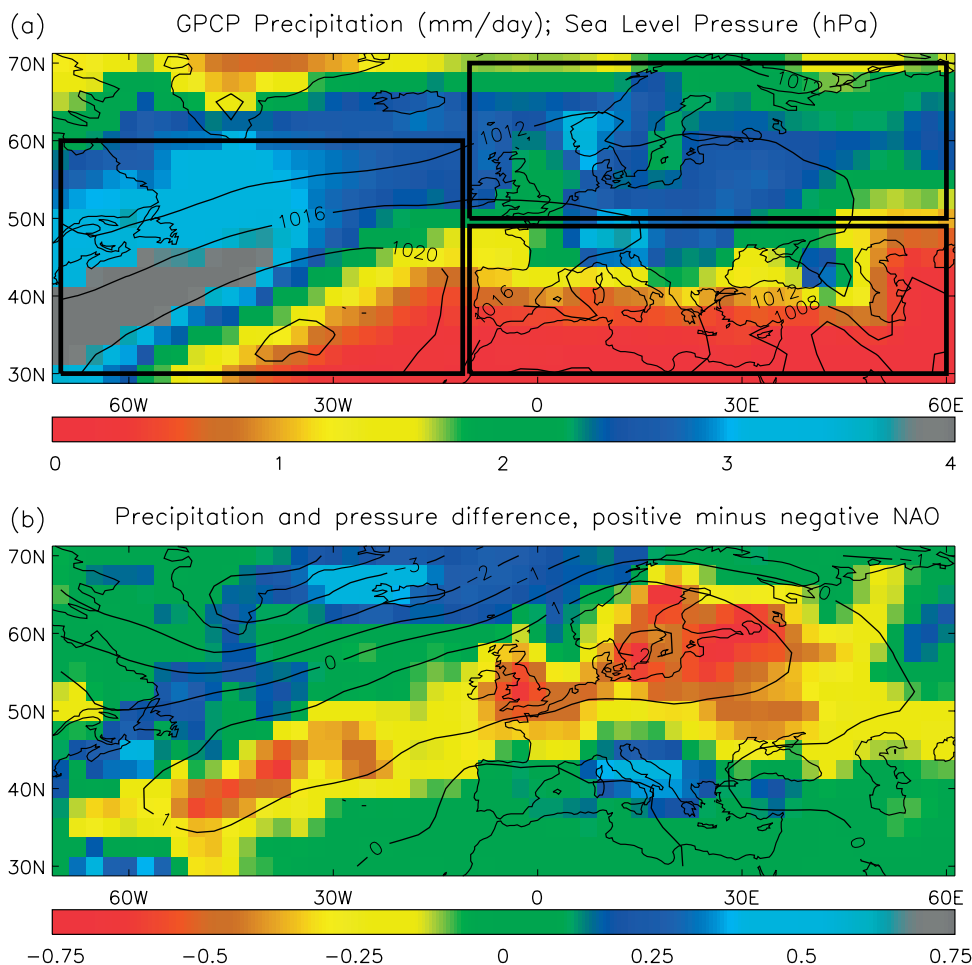 (a) GPCP Precipitation (mm/day); Sea Level Pressure (hPa)
70N
1012
60N
1012
50N
1016
1020
40N
1016
1012
1008
30N
60W 30W 0 30E 60E
0 1 2 3 4
(b) Precipitation and pressure difference, positive minus negative NAO
70N
-3 -2 -1 -1
0
1
60N
0
50N
40N
1
0 0
30N
60W 30W 0 30E 60E
-0.75 -0.5 -0.25 0 0.25 0.5 0.75